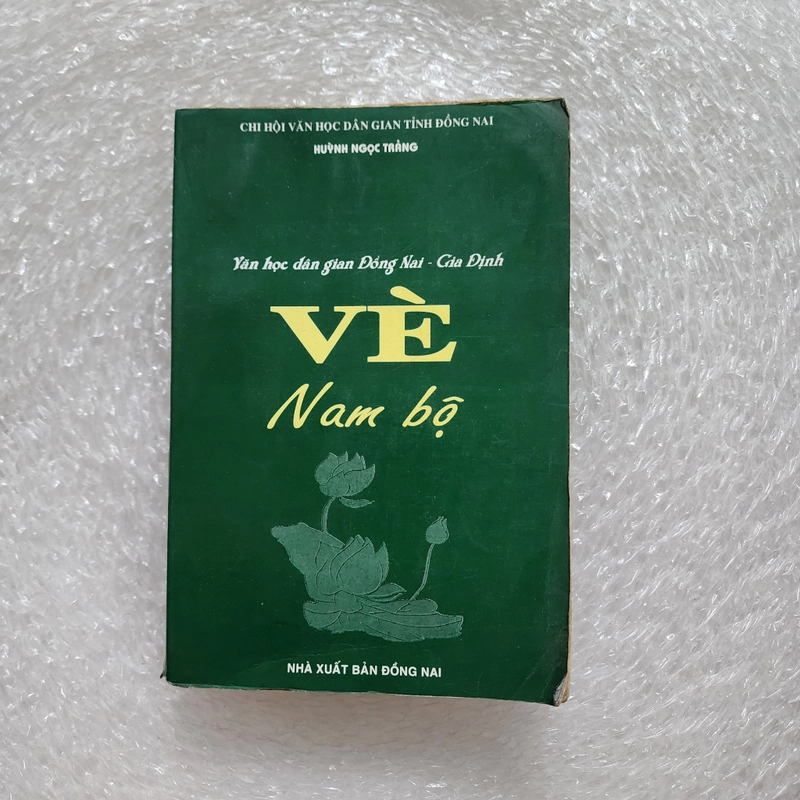 CHI HỘI VĂN HỌC DÂN GIAN TỈNH ĐỒNG NAI
HUỲNH NGỌC TRẢNG
Văn học dân gian Đồng Nai - Gia Định
VÈ
Nam bộ
NHÀ XUẤT BẢN ĐỒNG NAI